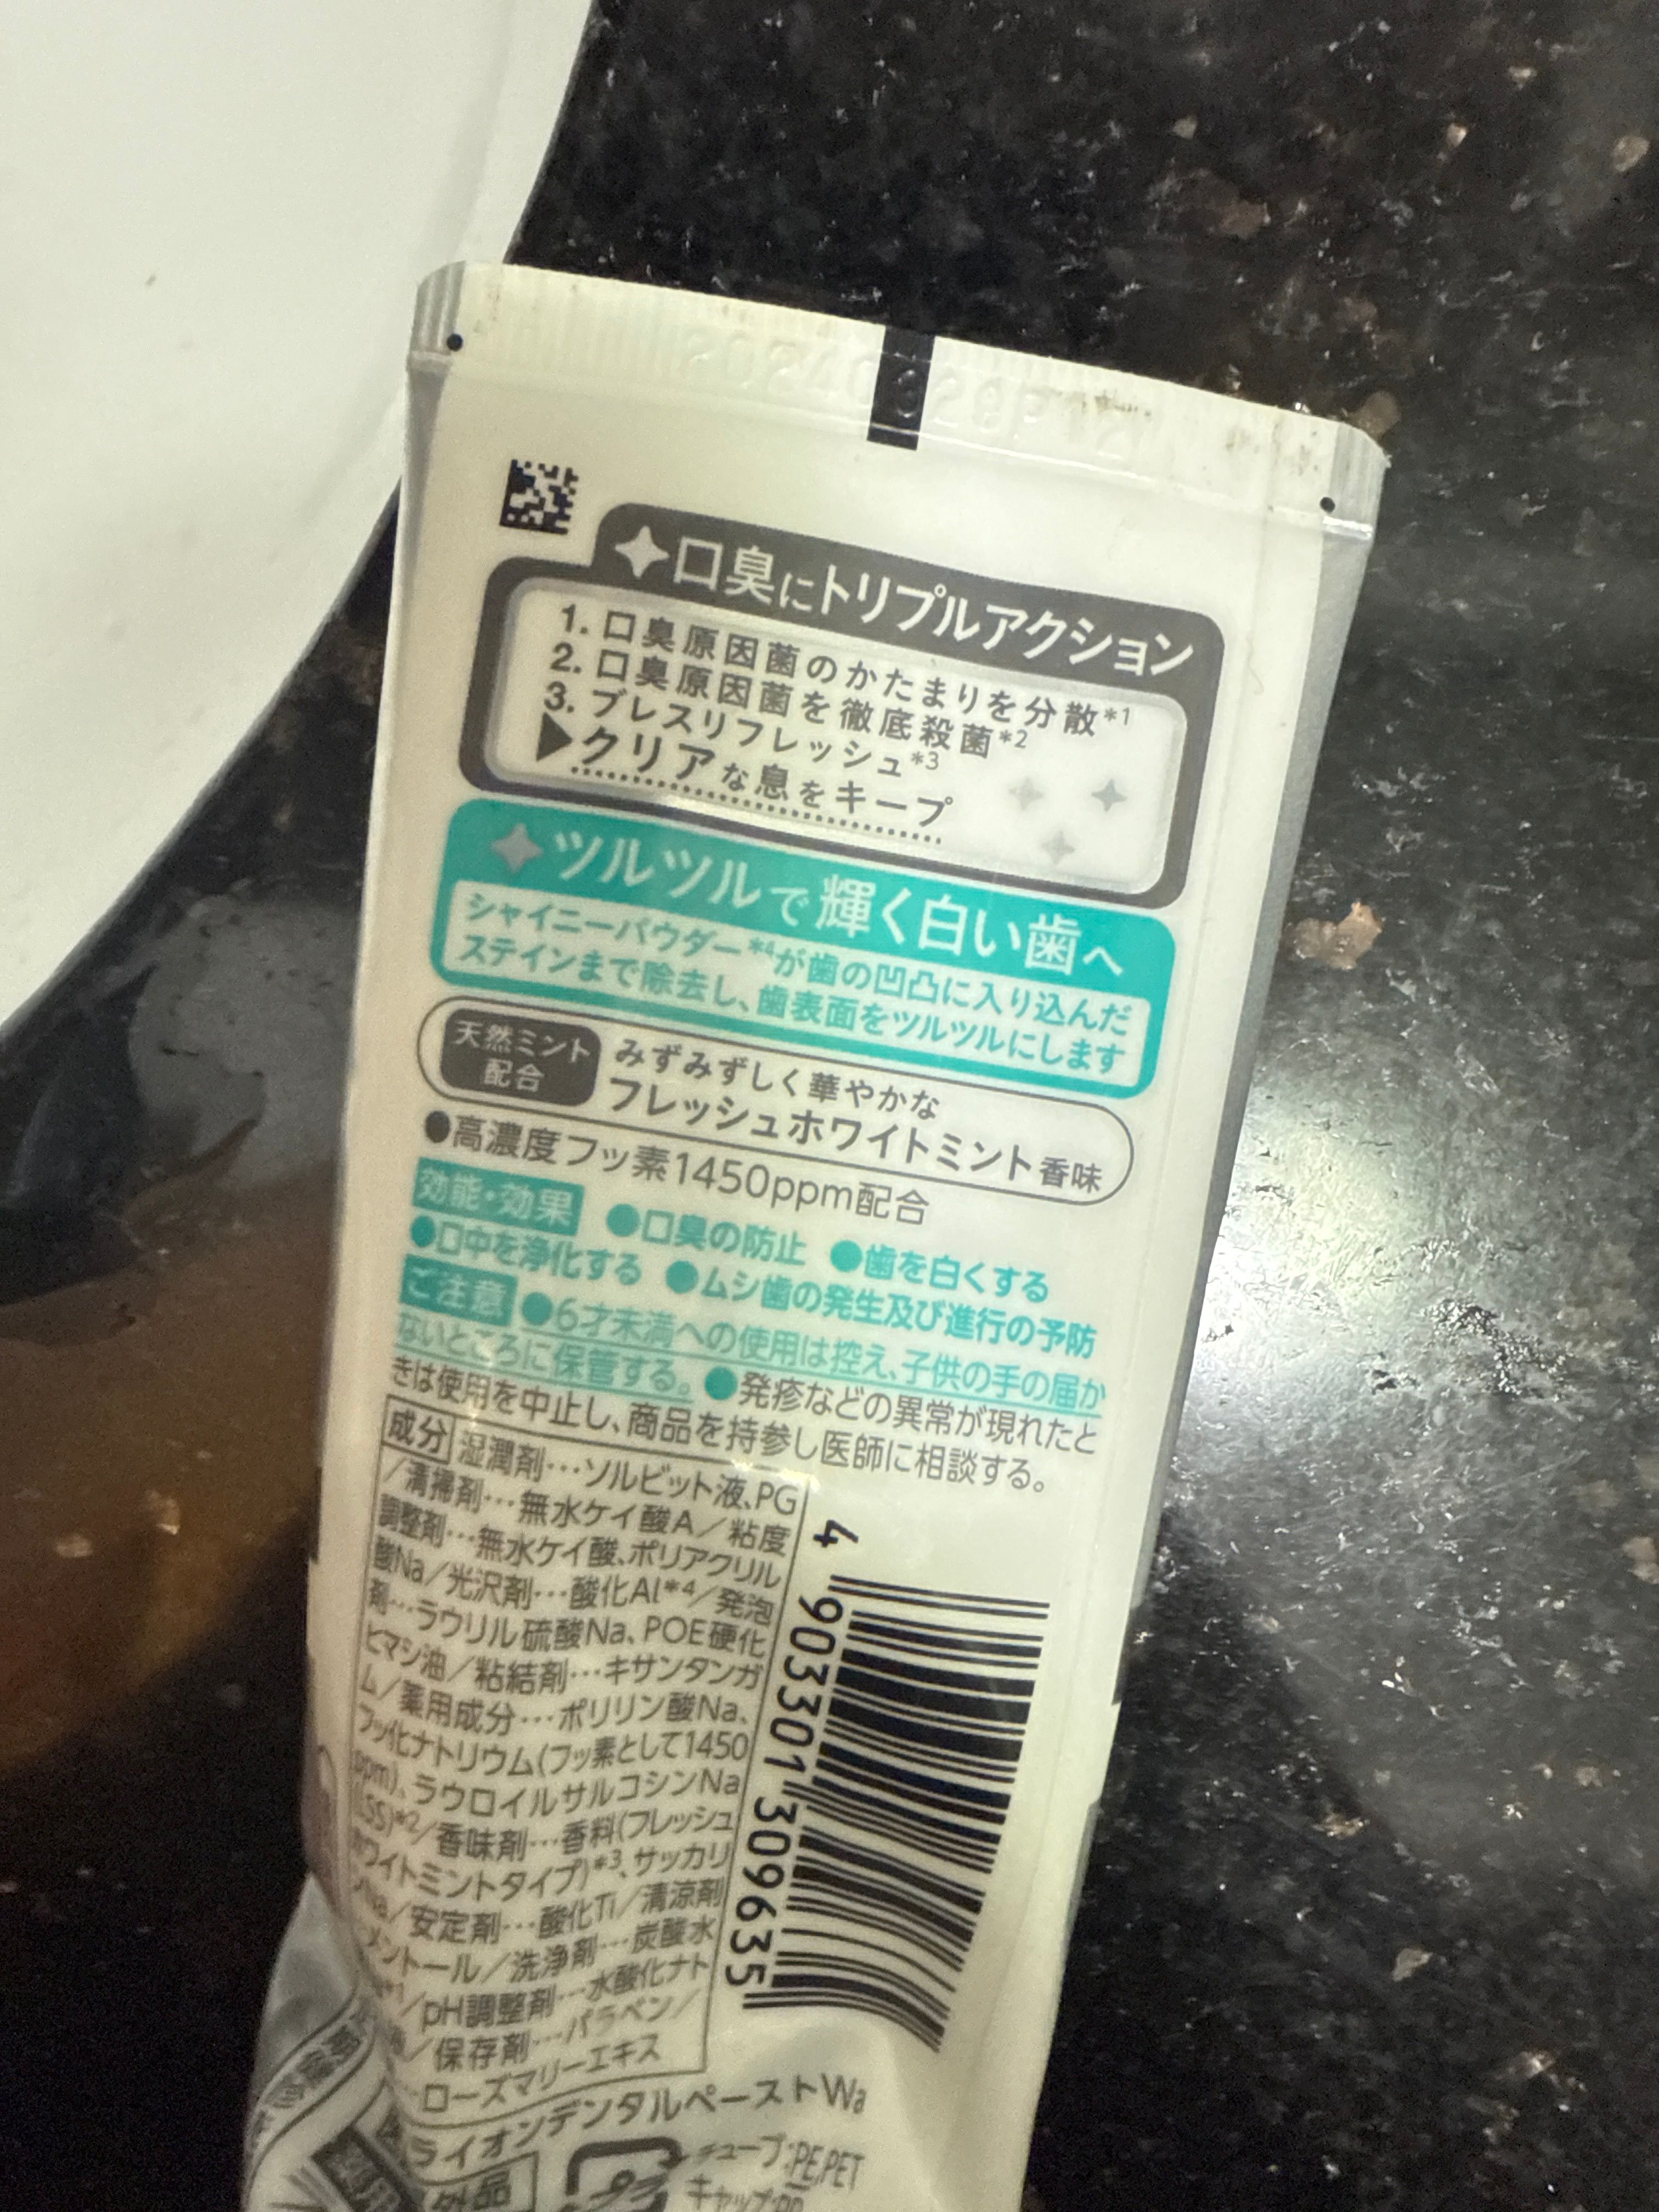 口臭にトリプルアクション
1. 口臭原因菌のかたまりを分散*1
2. 口臭原因菌を徹底殺菌*2
3. ブレスリフレッシュ*3
▶クリアな息をキープ
ツルツルで輝く白い歯へ
シャイニーパウダー*4が歯の凹凸に入り込んだ
ステインまで除去し、歯表面をツルツルにします
天然ミント
配合
みずみずしく華やかな
フレッシュホワイトミント香味
●高濃度フッ素1450ppm配合
効能・効果 ●口臭の防止 ●歯を白くする
●口中を浄化する ●ムシ歯の発生及び進行の予防
ご注意 ●6才未満への使用は控え、子供の手の届か
ないところに保管する。●発疹などの異常が現れたと
きは使用を中止し、商品を持参し医師に相談する。
成分 湿潤剤…ソルビット液、PG
/清掃剤…無水ケイ酸A/粘度
調整剤…無水ケイ酸、ポリアクリル
酸Na/光沢剤…酸化Al*4/発泡
剤…ラウリル硫酸Na、POE硬化
ヒマシ油/粘結剤…キサンタンガ
ム/薬用成分…ポリリン酸Na、
フッ化ナトリウム(フッ素として1450
ppm)、ラウロイルサルコシンNa
(LSS)*2/香味剤…香料(フレッシュ
ホワイトミントタイプ)*3、サッカリ
Na/安定剤…酸化Ti/清涼剤
メントール/洗浄剤…炭酸水
/pH調整剤…水酸化ナト
/保存剤…パラベン/
…ローズマリーエキス
4 903301 309635
ライオンデンタルペーストWa
チューブ:PE,PET
キャップ:PP
外品